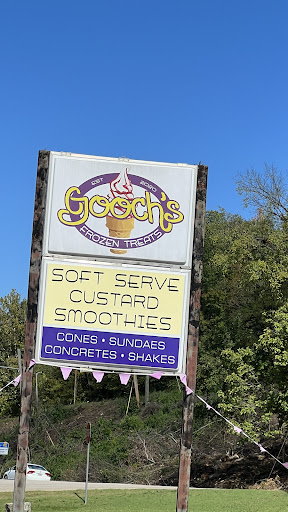 EST 2020
Gooch's
FROZEN TREATS
SOFT SERVE
CUSTARD
SMOOTHIES
CONES • SUNDAES
CONCRETES • SHAKES